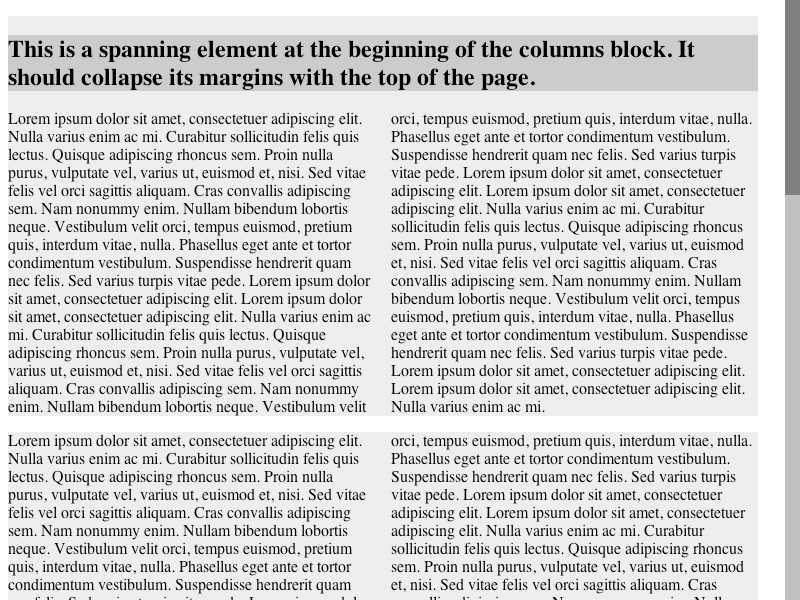 This is a spanning element at the beginning of the columns block. It
should collapse its margins with the top of the page.
Lorem ipsum dolor sit amet, consectetuer adipiscing elit.
Nulla varius enim ac mi. Curabitur sollicitudin felis quis
lectus. Quisque adipiscing rhoncus sem. Proin nulla
purus, vulputate vel, varius ut, euismod et, nisi. Sed vitae
felis vel orci sagittis aliquam. Cras convallis adipiscing
sem. Nam nonummy enim. Nullam bibendum lobortis
neque. Vestibulum velit orci, tempus euismod, pretium
quis, interdum vitae, nulla. Phasellus eget ante et tortor
condimentum vestibulum. Suspendisse hendrerit quam
nec felis. Sed varius turpis vitae pede. Lorem ipsum dolor
sit amet, consectetuer adipiscing elit. Lorem ipsum dolor
sit amet, consectetuer adipiscing elit. Nulla varius enim ac
mi. Curabitur sollicitudin felis quis lectus. Quisque
adipiscing rhoncus sem. Proin nulla purus, vulputate vel,
varius ut, euismod et, nisi. Sed vitae felis vel orci sagittis
aliquam. Cras convallis adipiscing sem. Nam nonummy
enim. Nullam bibendum lobortis neque. Vestibulum velit
orci, tempus euismod, pretium quis, interdum vitae, nulla.
Phasellus eget ante et tortor condimentum vestibulum.
Suspendisse hendrerit quam nec felis. Sed varius turpis
vitae pede. Lorem ipsum dolor sit amet, consectetuer
adipiscing elit. Lorem ipsum dolor sit amet, consectetuer
adipiscing elit. Nulla varius enim ac mi. Curabitur
sollicitudin felis quis lectus. Quisque adipiscing rhoncus
sem. Proin nulla purus, vulputate vel, varius ut, euismod
et, nisi. Sed vitae felis vel orci sagittis aliquam. Cras
convallis adipiscing sem. Nam nonummy enim. Nullam
bibendum lobortis neque. Vestibulum velit orci, tempus
euismod, pretium quis, interdum vitae, nulla. Phasellus
eget ante et tortor condimentum vestibulum. Suspendisse
hendrerit quam nec felis. Sed varius turpis vitae pede.
Lorem ipsum dolor sit amet, consectetuer adipiscing elit.
Lorem ipsum dolor sit amet, consectetuer adipiscing elit.
Nulla varius enim ac mi.
Lorem ipsum dolor sit amet, consectetuer adipiscing elit.
Nulla varius enim ac mi. Curabitur sollicitudin felis quis
lectus. Quisque adipiscing rhoncus sem. Proin nulla
purus, vulputate vel, varius ut, euismod et, nisi. Sed vitae
felis vel orci sagittis aliquam. Cras convallis adipiscing
sem. Nam nonummy enim. Nullam bibendum lobortis
neque. Vestibulum velit orci, tempus euismod, pretium
quis, interdum vitae, nulla. Phasellus eget ante et tortor
condimentum vestibulum. Suspendisse hendrerit quam
orci, tempus euismod, pretium quis, interdum vitae, nulla.
Phasellus eget ante et tortor condimentum vestibulum.
Suspendisse hendrerit quam nec felis. Sed varius turpis
vitae pede. Lorem ipsum dolor sit amet, consectetuer
adipiscing elit. Lorem ipsum dolor sit amet, consectetuer
adipiscing elit. Nulla varius enim ac mi. Curabitur
sollicitudin felis quis lectus. Quisque adipiscing rhoncus
sem. Proin nulla purus, vulputate vel, varius ut, euismod
et, nisi. Sed vitae felis vel orci sagittis aliquam. Cras